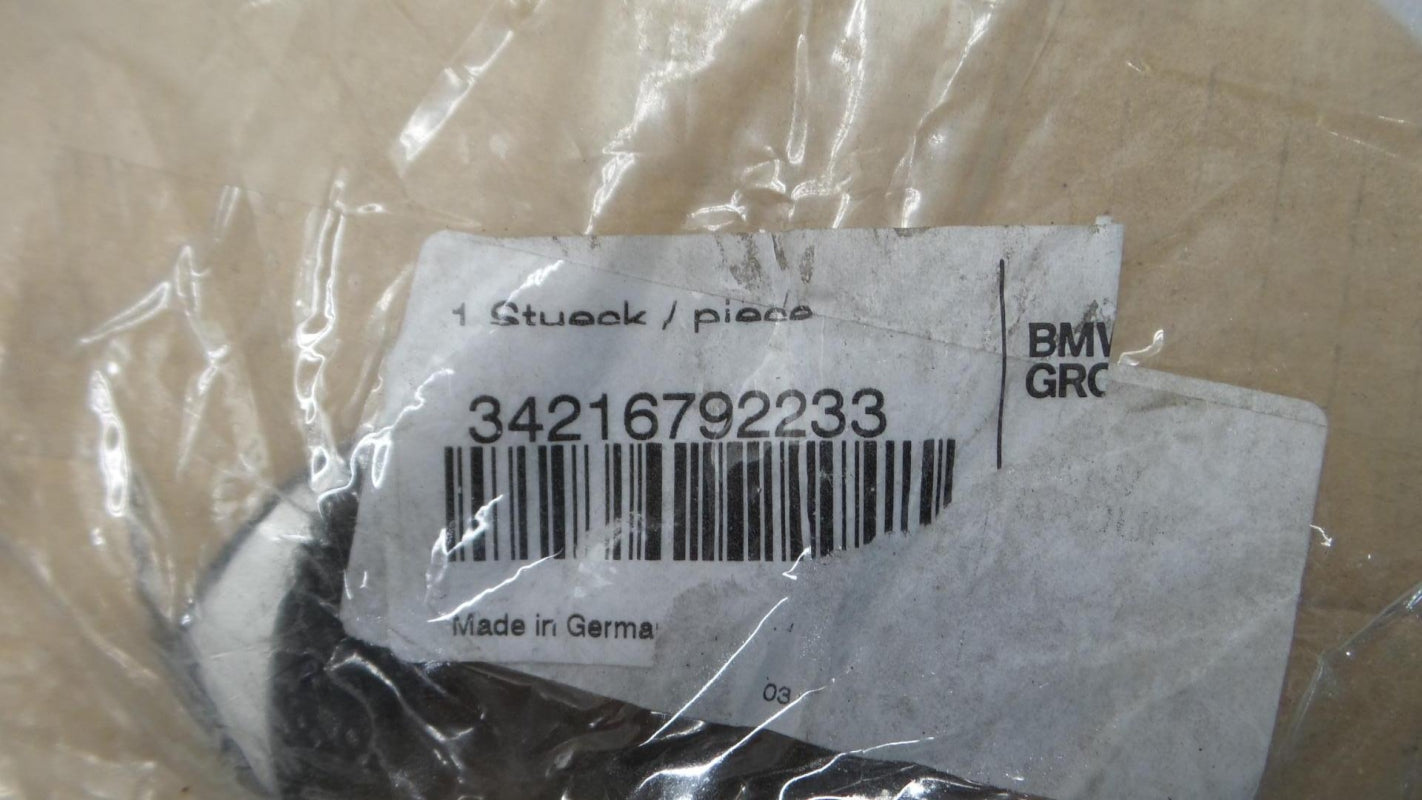 1 Stueck / piece
BMW
GRO
34216792233
Made in Germa
03